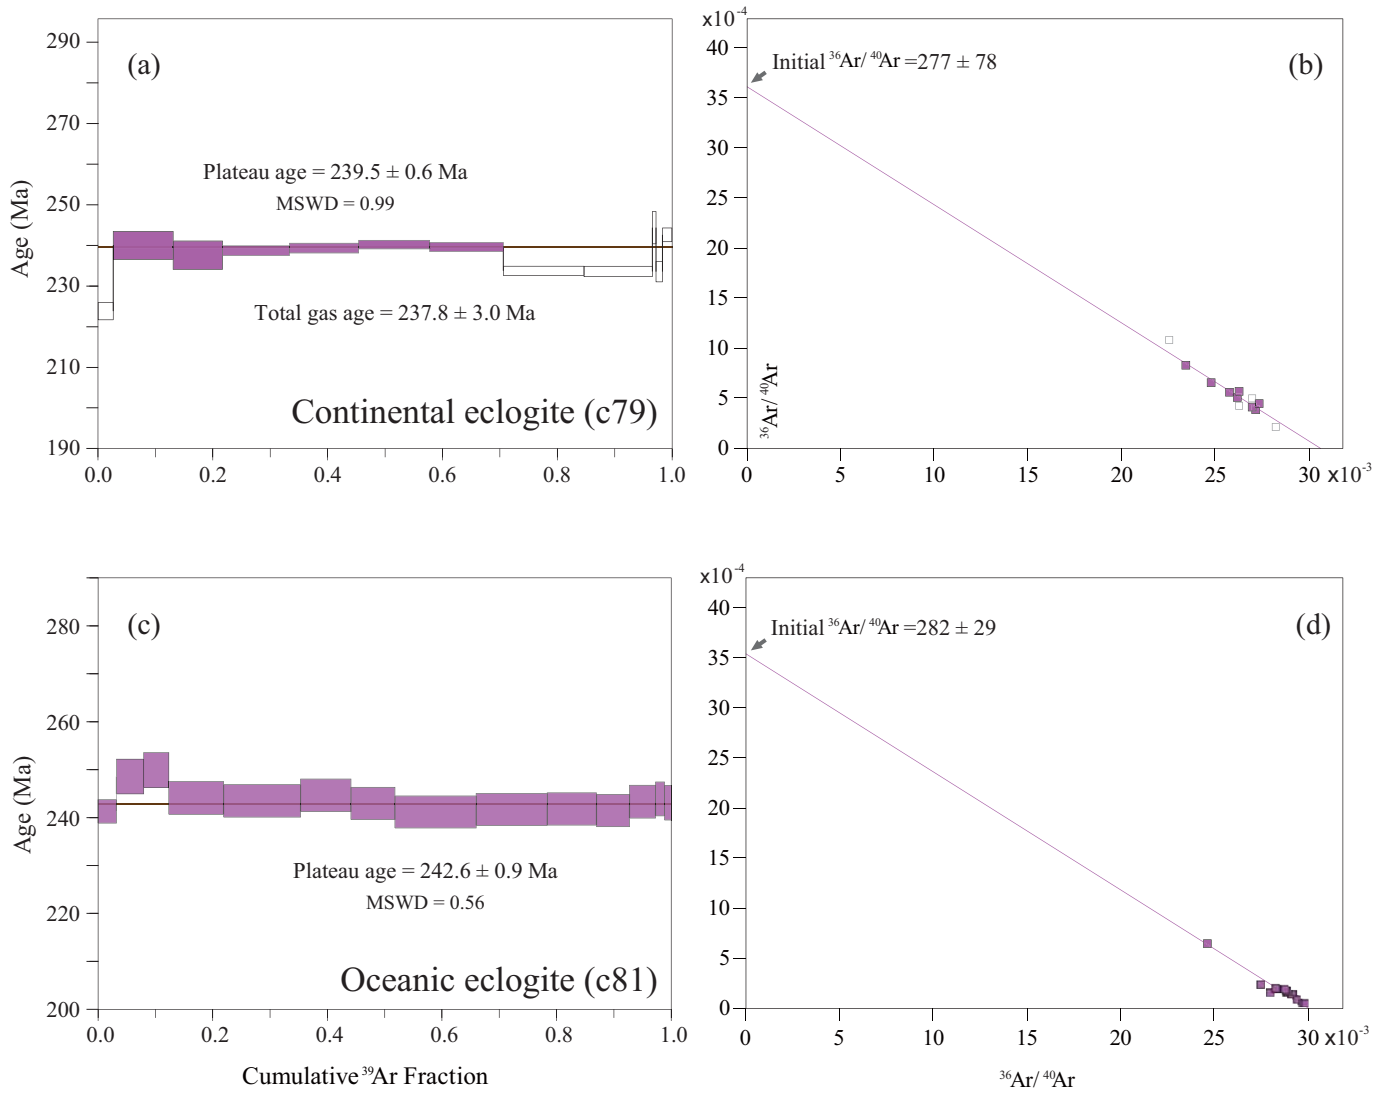 290
270
250
230
210
190
Age (Ma)
(a)
Plateau age = 239.5 ± 0.6 Ma
MSWD = 0.99
Total gas age = 237.8 ± 3.0 Ma
Continental eclogite (c79)
0.0 0.2 0.4 0.6 0.8 1.0
x10⁻⁴
40
35
30
25
20
15
10
5
0
Initial ³⁶Ar/ ⁴⁰Ar =277 ± 78
(b)
³⁶Ar/ ⁴⁰Ar
0 5 10 15 20 25 30 x10⁻³
280
260
240
220
200
Age (Ma)
(c)
Plateau age = 242.6 ± 0.9 Ma
MSWD = 0.56
Oceanic eclogite (c81)
0.0 0.2 0.4 0.6 0.8 1.0
Cumulative ³⁹Ar Fraction
x10⁻⁴
40
35
30
25
20
15
10
5
0
Initial ³⁶Ar/ ⁴⁰Ar =282 ± 29
(d)
0 5 10 15 20 25 30 x10⁻³
³⁶Ar/ ⁴⁰Ar